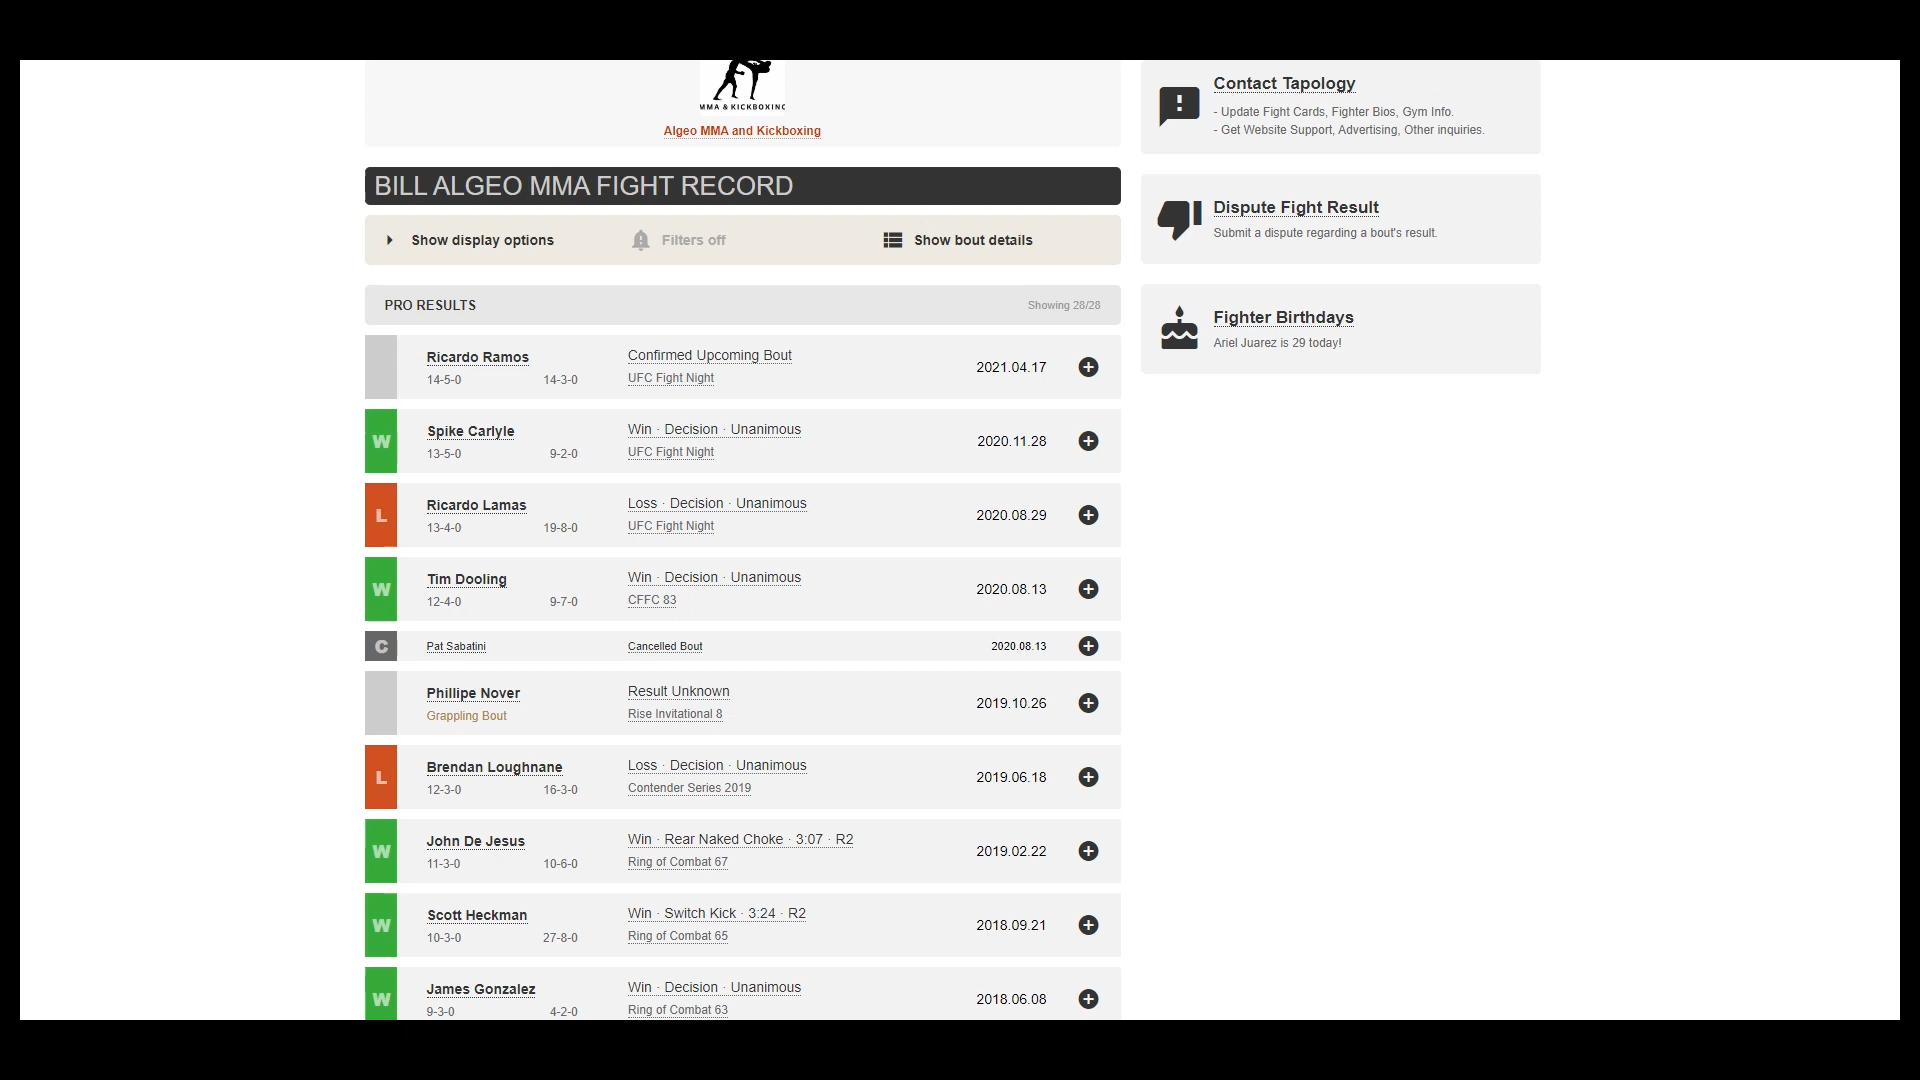 MMA & KICKBOXING
Algeo MMA and Kickboxing
BILL ALGEO MMA FIGHT RECORD
Show display options
Filters off
Show bout details
PRO RESULTS
Showing 28/28
Ricardo Ramos
14-5-0 14-3-0
Confirmed Upcoming Bout
UFC Fight Night
2021.04.17
W
Spike Carlyle
13-5-0 9-2-0
Win · Decision · Unanimous
UFC Fight Night
2020.11.28
L
Ricardo Lamas
13-4-0 19-8-0
Loss · Decision · Unanimous
UFC Fight Night
2020.08.29
W
Tim Dooling
12-4-0 9-7-0
Win · Decision · Unanimous
CFFC 83
2020.08.13
C
Pat Sabatini
Cancelled Bout
2020.08.13
Phillipe Nover
Grappling Bout
Result Unknown
Rise Invitational 8
2019.10.26
L
Brendan Loughnane
12-3-0 16-3-0
Loss · Decision · Unanimous
Contender Series 2019
2019.06.18
W
John De Jesus
11-3-0 10-6-0
Win · Rear Naked Choke · 3:07 · R2
Ring of Combat 67
2019.02.22
W
Scott Heckman
10-3-0 27-8-0
Win · Switch Kick · 3:24 · R2
Ring of Combat 65
2018.09.21
W
James Gonzalez
9-3-0 4-2-0
Win · Decision · Unanimous
Ring of Combat 63
2018.06.08
Contact Tapology
- Update Fight Cards, Fighter Bios, Gym Info.
- Get Website Support, Advertising, Other inquiries.
Dispute Fight Result
Submit a dispute regarding a bout's result.
Fighter Birthdays
Ariel Juarez is 29 today!